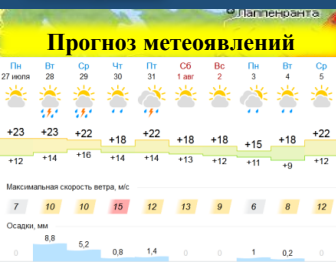 Лаппенранта
Прогноз метеоявлений
Пн Вт Ср Чт Пт Сб Вс Пн Вт Ср
27 июля 28 29 30 31 1 авг 2 3 4 5
+23 +23 +22 +18 +22 +18 +18 +15 +18 +22
+12 +14 +16 +14 +14 +13 +12 +11 +9 +12
Максимальная скорость ветра, м/с
7 10 10 15 12 13 9 6 8 12
Осадки, мм
0 8,8 5,2 0,8 1,4 0 0 1 0,2 0